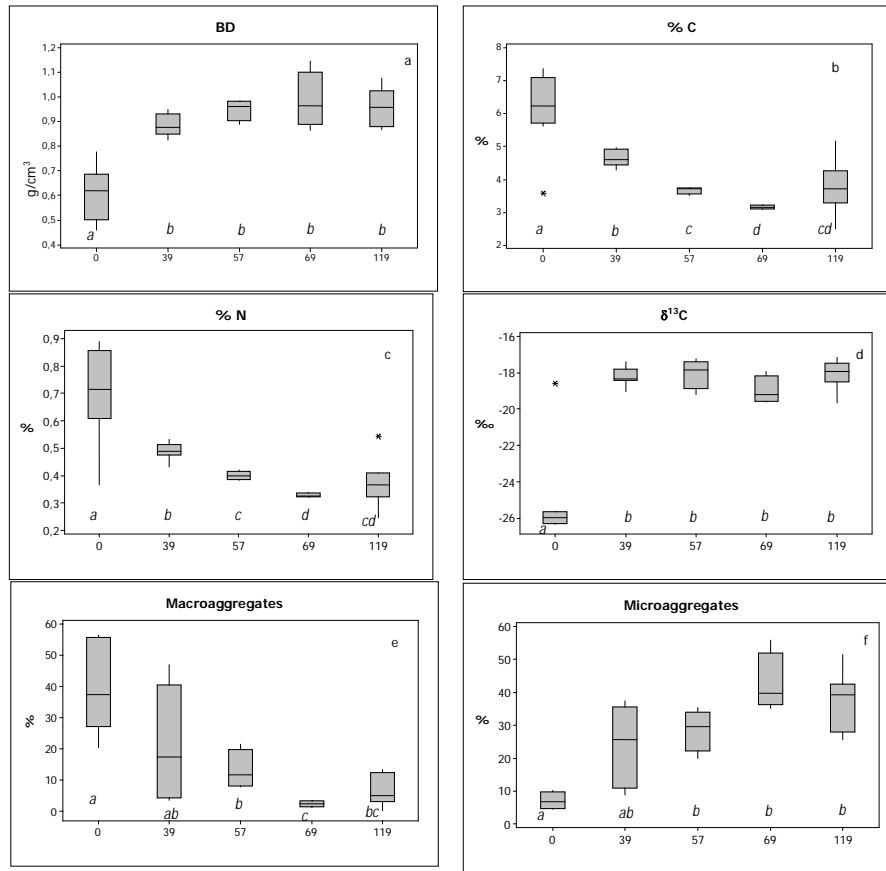 BD
1,2
1,1
1,0
0,9
0,8
0,7
0,6
0,5
0,4
g/cm³
a
a b b b b
0 39 57 69 119
% C
8
7
6
5
4
3
2
%
b
*
a b c d cd
0 39 57 69 119
% N
0,9
0,8
0,7
0,6
0,5
0,4
0,3
0,2
%
c
*
a b c d cd
0 39 57 69 119
δ¹³C
-16
-18
-20
-22
-24
-26
‰
d
*
a b b b b
0 39 57 69 119
Macroaggregates
60
50
40
30
20
10
0
%
e
a ab b c bc
0 39 57 69 119
Microaggregates
60
50
40
30
20
10
0
%
f
a ab b b b
0 39 57 69 119